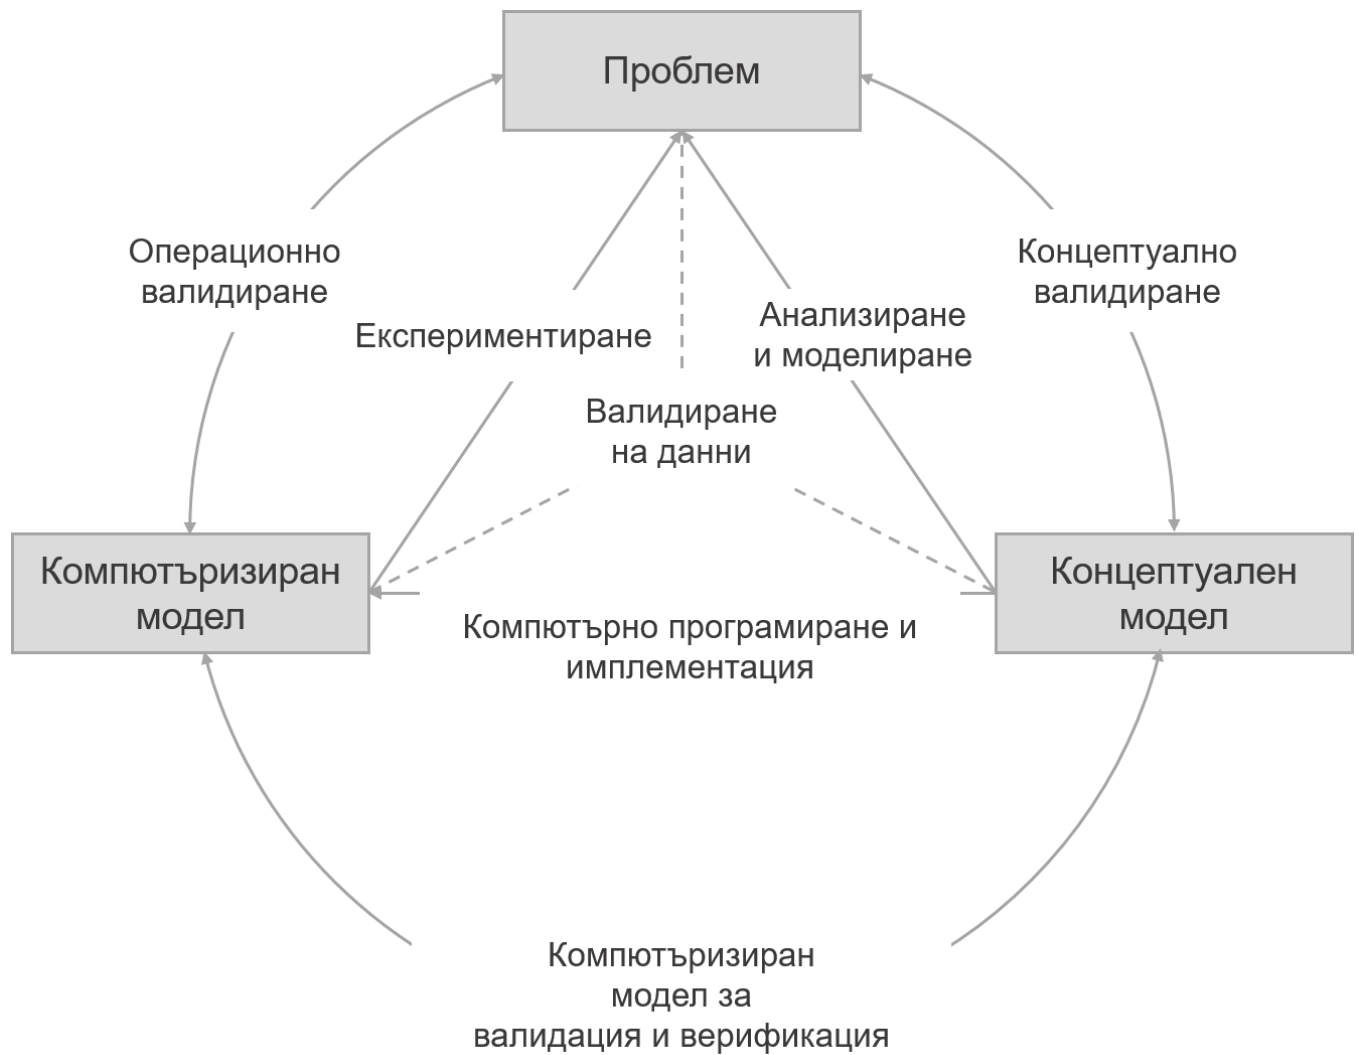 Проблем
Операционно
валидиране
Концептуално
валидиране
Експериментиране
Анализиране
и моделиране
Валидиране
на данни
Компютъризиран
модел
Концептуален
модел
Компютърно програмиране и
имплементация
Компютъризиран
модел за
валидация и верификация